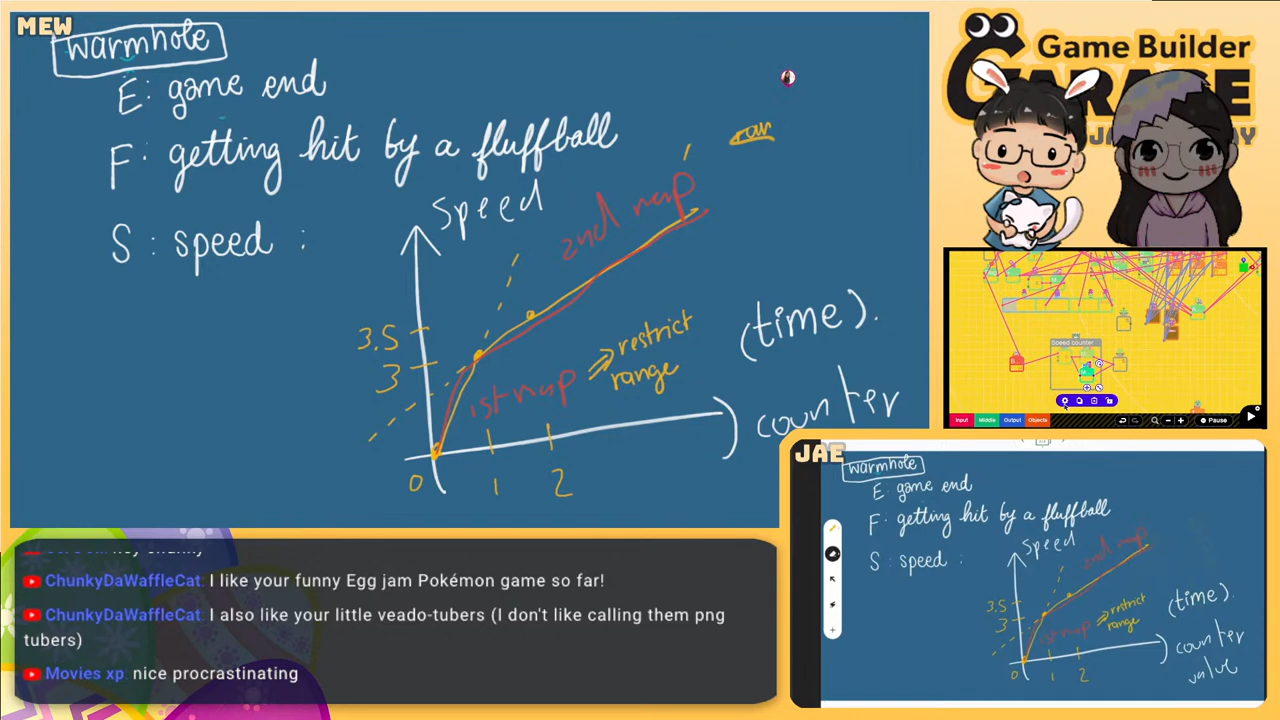 MEW
warmhole
E: game end
F: getting hit by a fluffball
S: speed :
Speed
2nd map
ran
3.5
3
1st map
⇒ restrict
range
(time).
counter
0
1
2
Game Builder
GARAGE
Speed counter
Input
Middle
Output
Objects
Pause
JAE
warmhole
E: game end
F: getting hit by a fluffball
S: speed :
Speed
2nd map
3.5
3
1st map
⇒ restrict
range
(time).
counter
value
0
1
2
ChunkyDaWaffleCat: I like your funny Egg jam Pokémon game so far!
ChunkyDaWaffleCat: I also like your little veado-tubers (I don't like calling them png
tubers)
Movies xp: nice procrastinating